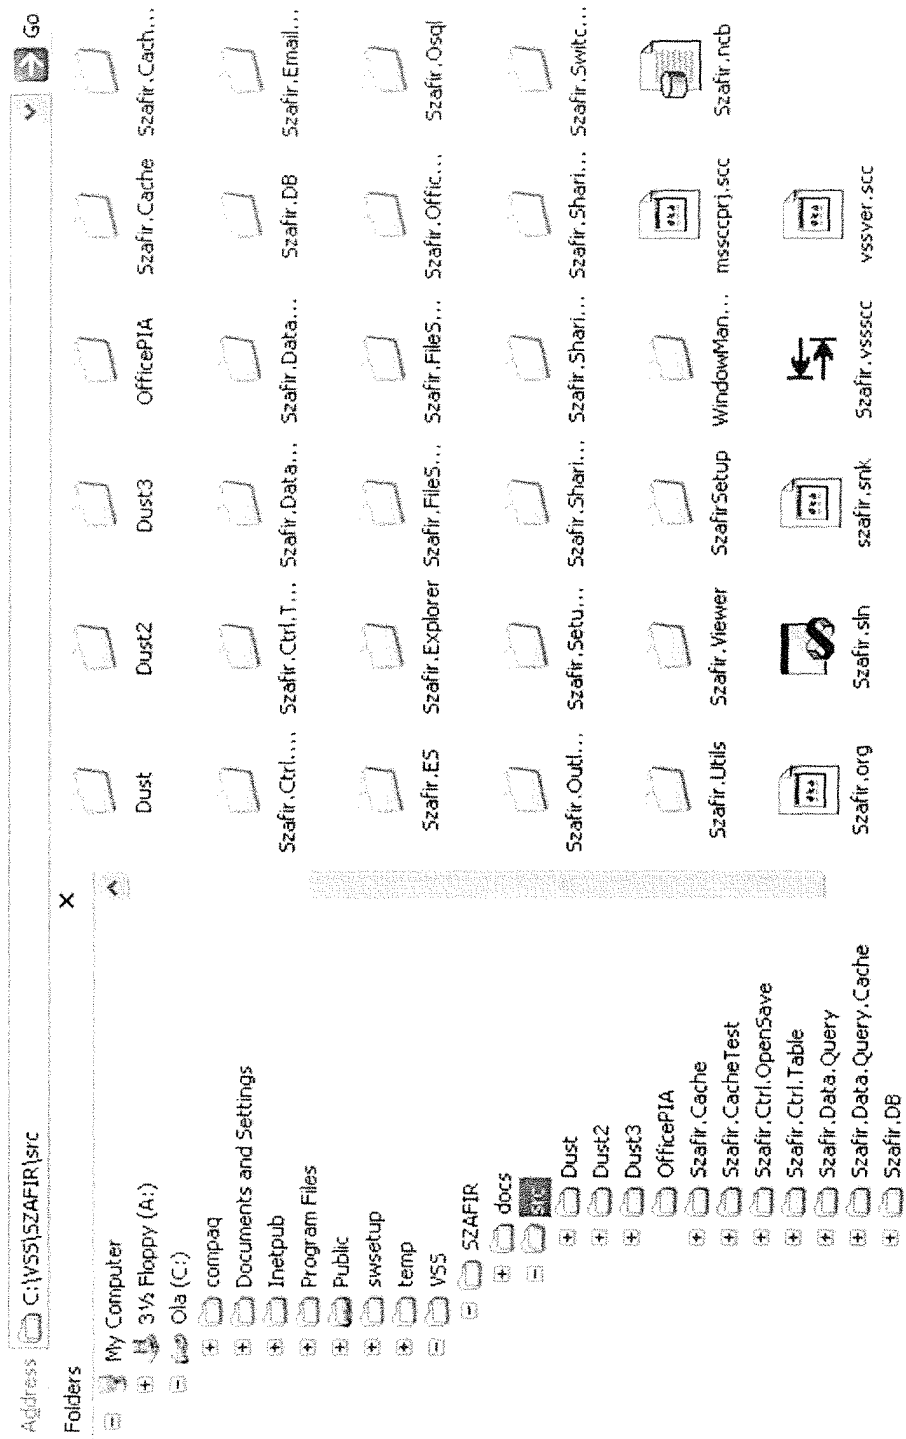 Address C:\VSS\SZAFIR\src Go
Folders X
My Computer
3½ Floppy (A:)
Ola (C:)
compaq
Documents and Settings
Inetpub
Program Files
Public
swsetup
temp
VSS
SZAFIR
docs
src
Dust
Dust2
Dust3
OfficePIA
Szafir.Cache
Szafir.CacheTest
Szafir.Ctrl.OpenSave
Szafir.Ctrl.Table
Szafir.Data.Query
Szafir.Data.Query.Cache
Szafir.DB
Dust Dust2 Dust3 OfficePIA Szafir.Cache Szafir.Cach...
Szafir.Ctrl.... Szafir.Ctrl.T... Szafir.Data... Szafir.Data... Szafir.DB Szafir.Email...
Szafir.ES Szafir.Explorer Szafir.FileS... Szafir.FileS... Szafir.Offic... Szafir.Osql
Szafir.Outl... Szafir.Setu... Szafir.Shari... Szafir.Shari... Szafir.Shari... Szafir.Switc...
Szafir.Utils Szafir.Viewer SzafirSetup WindowMan... mssccprj.scc Szafir.ncb
Szafir.org Szafir.sln szafir.snk Szafir.vssscc vssver.scc